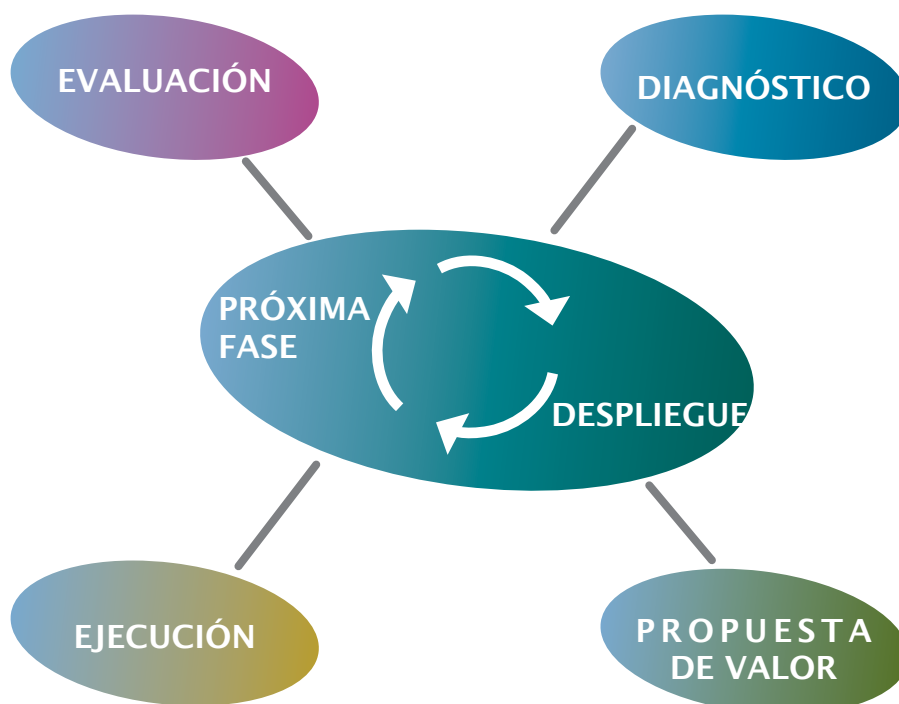 EVALUACIÓN
DIAGNÓSTICO
PRÓXIMA
FASE
DESPLIEGUE
EJECUCIÓN
PROPUESTA
DE VALOR